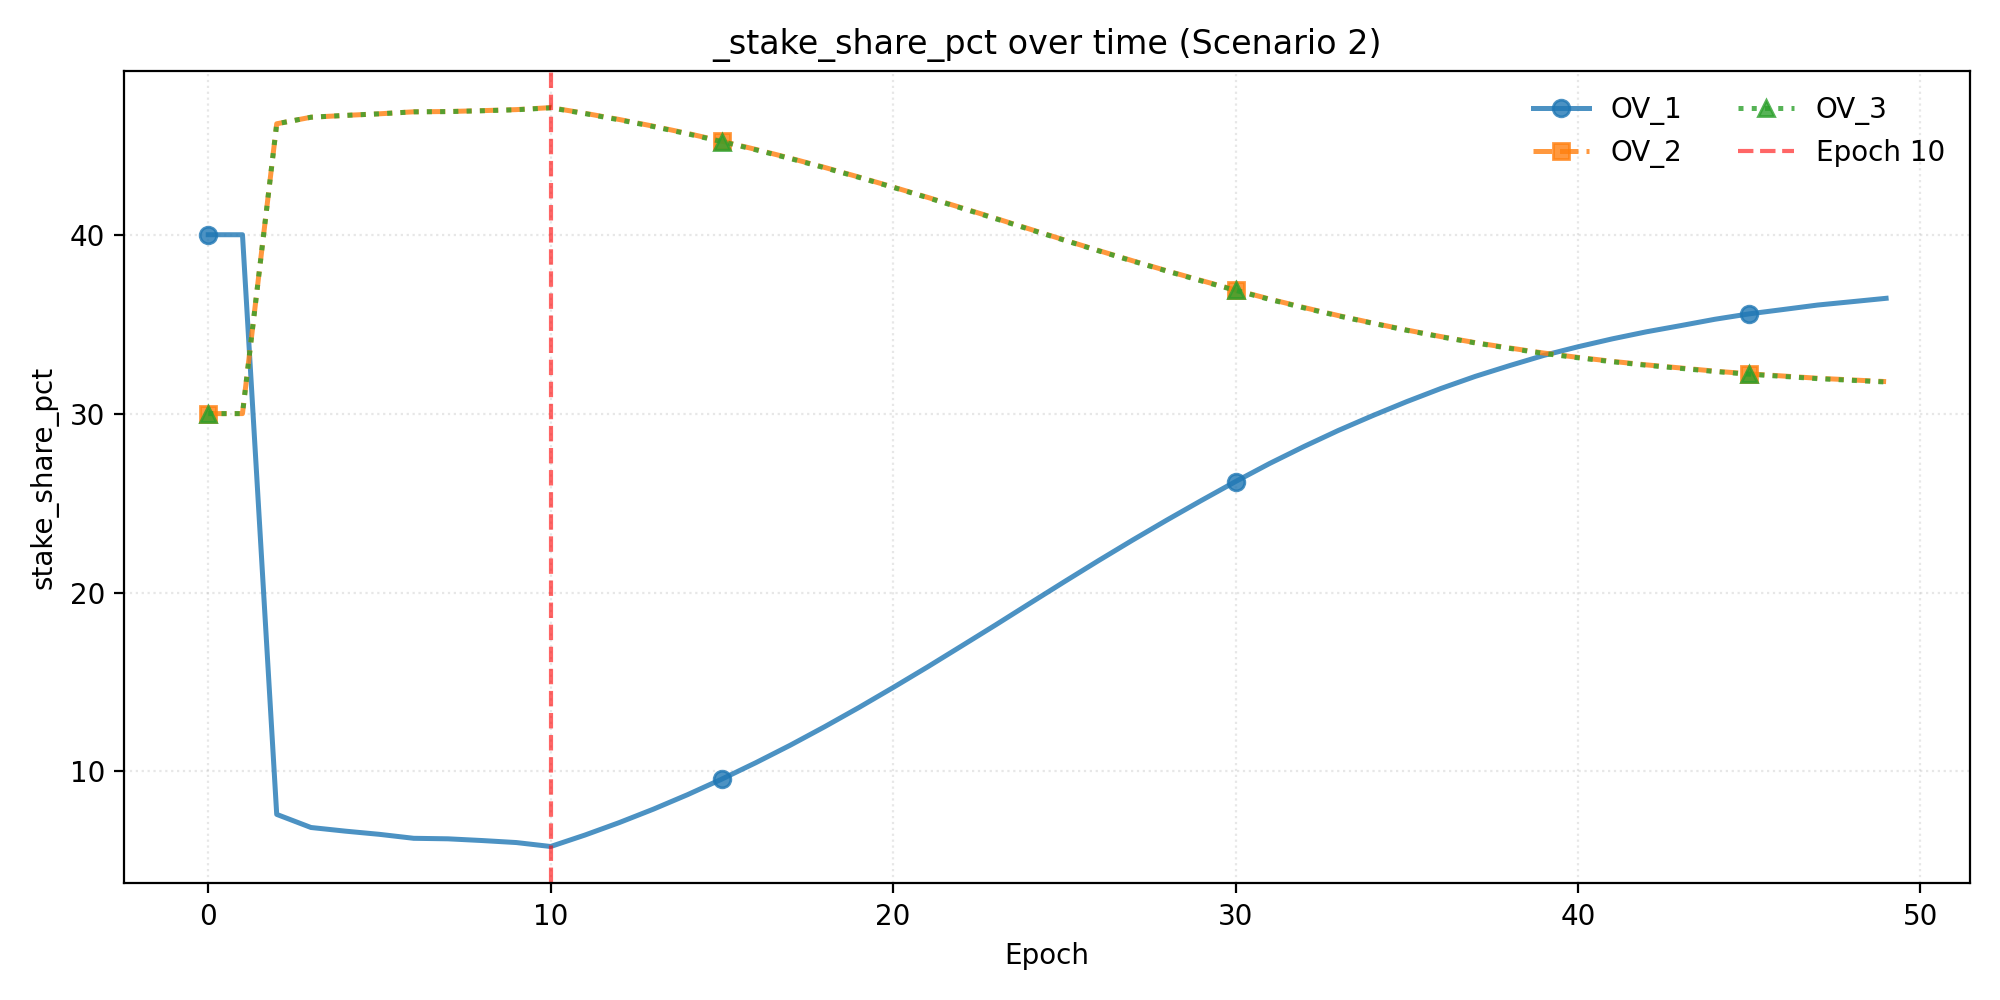 _stake_share_pct over time (Scenario 2)
OV_1
OV_2
OV_3
Epoch 10
stake_share_pct
40
30
20
10
0
10
20
30
40
50
Epoch